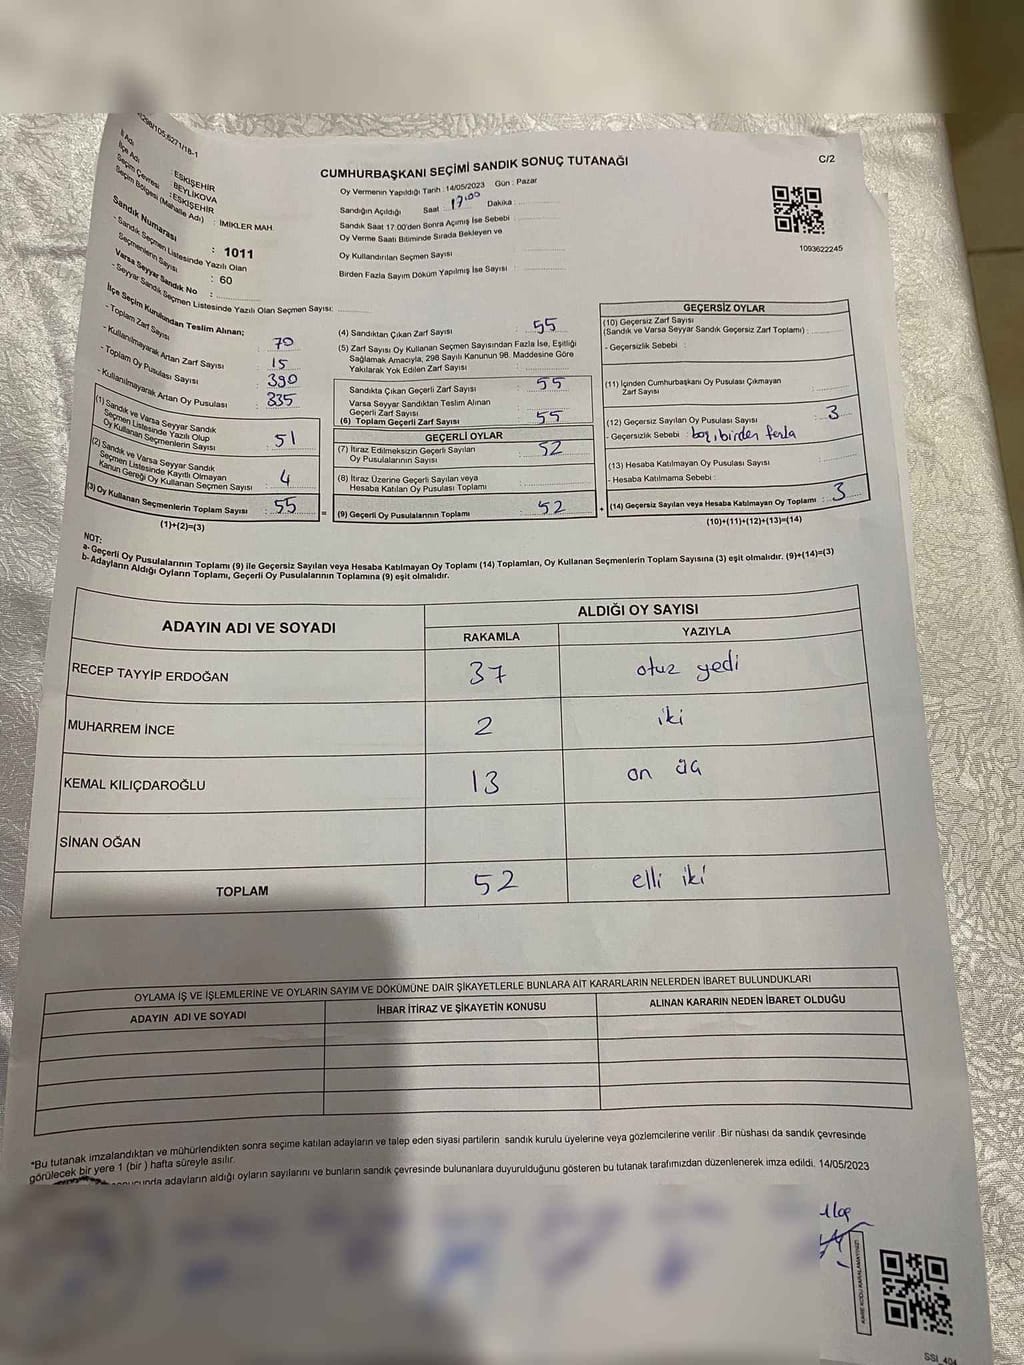 298/105,6271/18-1
CUMHURBAŞKANI SEÇİMİ SANDIK SONUÇ TUTANAĞI
C/2
İl Adı : ESKİŞEHİR
İlçe Adı : BEYLİKOVA
Seçim Çevresi : ESKİŞEHİR
Seçim Bölgesi (Mahalle Adı) : IMIKLER MAH.
Sandık Numarası : 1011
- Sandık Seçmen Listesinde Yazılı Olan
Seçmenlerin Sayısı : 60
Varsa Seyyar Sandık No :
- Seyyar Sandık Seçmen Listesinde Yazılı Olan Seçmen Sayısı:
Oy Vermenin Yapıldığı Tarih : 14/05/2023 Gün : Pazar
Sandığın Açıldığı Saat 17:00 Dakika :
Sandık Saat 17.00'den Sonra Açımış İse Sebebi :
Oy Verme Saati Bitiminde Sırada Bekleyen ve
Oy Kullandırılan Seçmen Sayısı
Birden Fazla Sayım Döküm Yapılmış İse Sayısı :
1093622245
İlçe Seçim Kurulundan Teslim Alınan;
- Toplam Zarf Sayısı : 70
- Kullanılmayarak Artan Zarf Sayısı : 15
- Toplam Oy Pusulası Sayısı : 390
- Kullanılmayarak Artan Oy Pusulası : 335
(1) Sandık ve Varsa Seyyar Sandık
Seçmen Listesinde Yazılı Olup
Oy Kullanan Seçmenlerin Sayısı : 51
(2) Sandık ve Varsa Seyyar Sandık
Seçmen Listesinde Kayıtlı Olmayan
Kanun Gereği Oy Kullanan Seçmen Sayısı : 4
(3) Oy Kullanan Seçmenlerin Toplam Sayısı : 55
(1)+(2)=(3)
(4) Sandıktan Çıkan Zarf Sayısı : 55
(5) Zarf Sayısı Oy Kullanan Seçmen Sayısından Fazla İse, Eşitliği
Sağlamak Amacıyla, 298 Sayılı Kanunun 98. Maddesine Göre
Yakılarak Yok Edilen Zarf Sayısı
Sandıkta Çıkan Geçerli Zarf Sayısı : 55
Varsa Seyyar Sandıktan Teslim Alınan
Geçerli Zarf Sayısı
(6) Toplam Geçerli Zarf Sayısı : 55
GEÇERLİ OYLAR
(7) İtiraz Edilmeksizin Geçerli Sayılan
Oy Pusulalarının Sayısı : 52
(8) İtiraz Üzerine Geçerli Sayılan veya
Hesaba Katılan Oy Pusulası Toplamı
(9) Geçerli Oy Pusulalarının Toplamı : 52
=
+
GEÇERSİZ OYLAR
(10) Geçersiz Zarf Sayısı
(Sandık ve Varsa Seyyar Sandık Geçersiz Zarf Toplamı) :
- Geçersizlik Sebebi :
(11) İçinden Cumhurbaşkanı Oy Pusulası Çıkmayan
Zarf Sayısı
(12) Geçersiz Sayılan Oy Pusulası Sayısı : 3
- Geçersizlik Sebebi : boş, birden fazla
(13) Hesaba Katılmayan Oy Pusulası Sayısı
- Hesaba Katılmama Sebebi :
(14) Geçersiz Sayılan veya Hesaba Katılmayan Oy Toplamı : 3
(10)+(11)+(12)+(13)=(14)
NOT:
a- Geçerli Oy Pusulalarının Toplamı (9) ile Geçersiz Sayılan veya Hesaba Katılmayan Oy Toplamı (14) Toplamları, Oy Kullanan Seçmenlerin Toplam Sayısına (3) eşit olmalıdır. (9)+(14)=(3)
b- Adayların Aldığı Oyların Toplamı, Geçerli Oy Pusulalarının Toplamına (9) eşit olmalıdır.
ADAYIN ADI VE SOYADI
ALDIĞI OY SAYISI
RAKAMLA YAZIYLA
RECEP TAYYİP ERDOĞAN 37 otuz yedi
MUHARREM İNCE 2 iki
KEMAL KILIÇDAROĞLU 13 on üç
SİNAN OĞAN
TOPLAM 52 elli iki
OYLAMA İŞ VE İŞLEMLERİNE VE OYLARIN SAYIM VE DÖKÜMÜNE DAİR ŞİKAYETLERLE BUNLARA AİT KARARLARIN NELERDEN İBARET BULUNDUKLARI
ADAYIN ADI VE SOYADI İHBAR İTİRAZ VE ŞİKAYETİN KONUSU ALINAN KARARIN NEDEN İBARET OLDUĞU
*Bu tutanak imzalandıktan ve mühürlendikten sonra seçime katılan adayların ve talep eden siyasi partilerin sandık kurulu üyelerine veya gözlemcilerine verilir .Bir nüshası da sandık çevresinde
görülecek bir yere 1 (bir ) hafta süreyle asılır.
adayların aldığı oyların sayılarını ve bunların sandık çevresinde bulunanlara duyurulduğunu gösteren bu tutanak tarafımızdan düzenlenerek imza edildi. 14/05/2023
KARE KODU KARALAMAYINIZ!